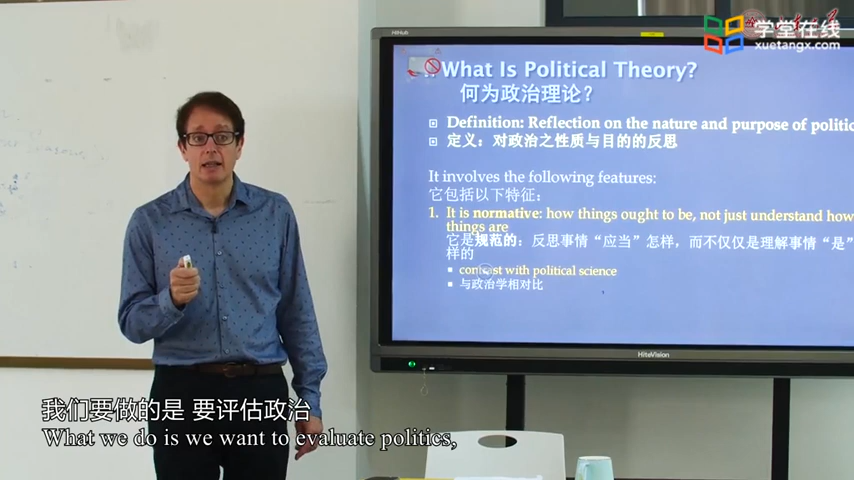 HiHub
学堂在线
xuetangx.com
What Is Political Theory?
何为政治理论？
Definition: Reflection on the nature and purpose of politic
定义：对政治之性质与目的的反思
It involves the following features:
它包括以下特征：
1. It is normative: how things ought to be, not just understand how
things are
它是规范的：反思事情“应当”怎样，而不仅仅是理解事情“是”
样的
contrast with political science
与政治学相对比
HiteVision
我们要做的是 要评估政治
What we do is we want to evaluate politics,